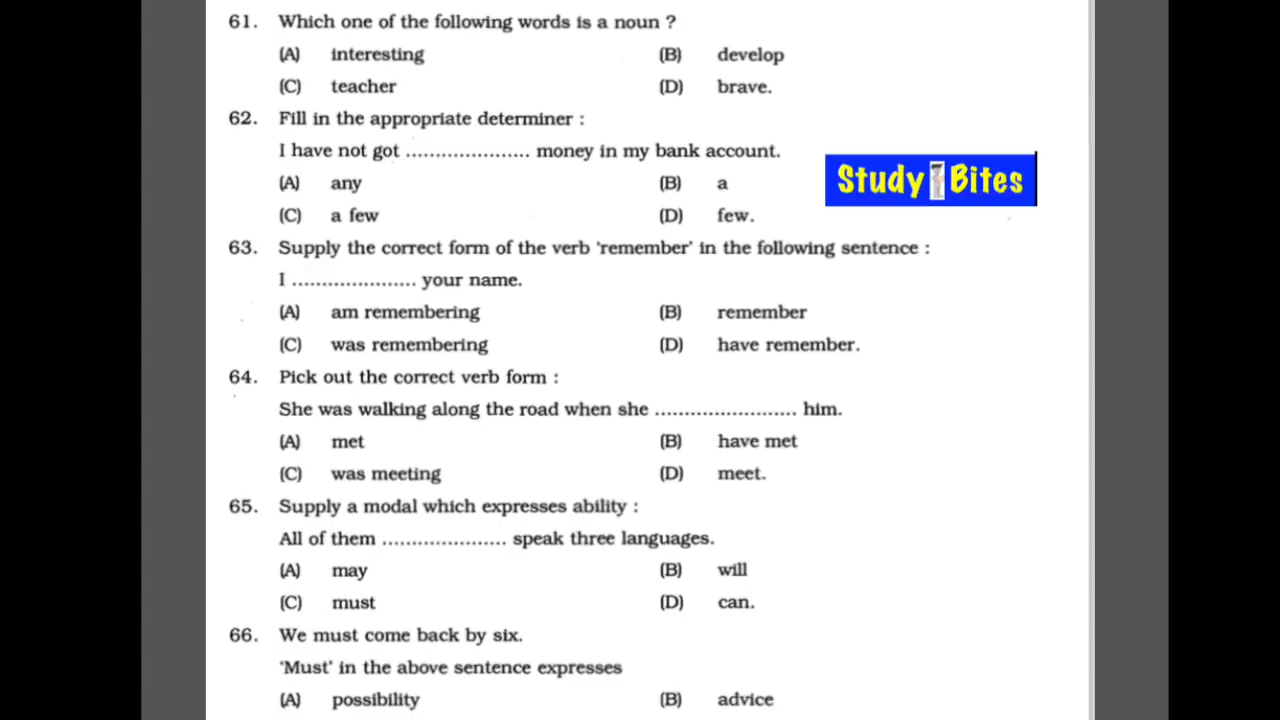 61. Which one of the following words is a noun ?
(A) interesting (B) develop
(C) teacher (D) brave.
62. Fill in the appropriate determiner :
I have not got ..................... money in my bank account.
(A) any (B) a
Study Bites
(C) a few (D) few.
63. Supply the correct form of the verb 'remember' in the following sentence :
I ..................... your name.
(A) am remembering (B) remember
(C) was remembering (D) have remember.
64. Pick out the correct verb form :
She was walking along the road when she ........................ him.
(A) met (B) have met
(C) was meeting (D) meet.
65. Supply a modal which expresses ability :
All of them ..................... speak three languages.
(A) may (B) will
(C) must (D) can.
66. We must come back by six.
'Must' in the above sentence expresses
(A) possibility (B) advice